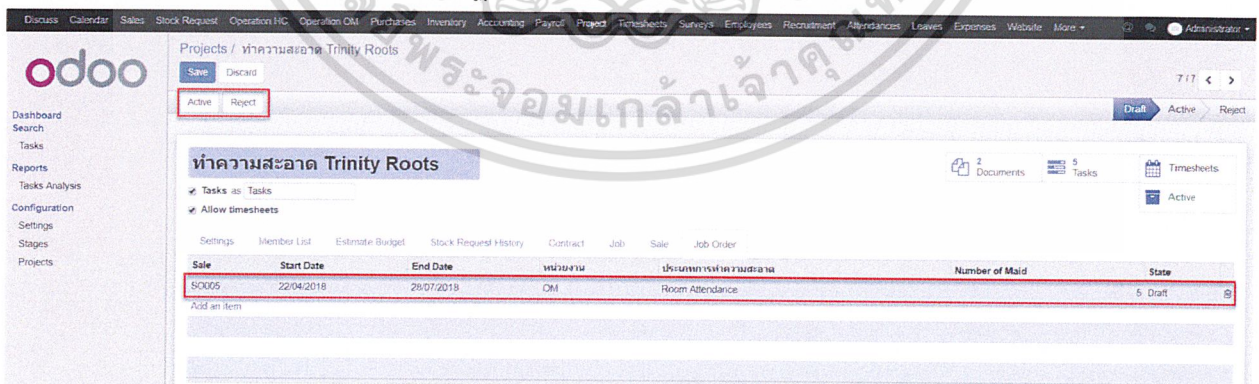 Discuss Calendar Sales Stock Request Operation HC Operation OM Purchases Inventory Accounting Payroll Project Timesheets Surveys Employees Recruitment Attendances Leaves Expenses Website More Administrator
odoo
Projects / ทำความสะอาด Trinity Roots
Save Discard
7 / 7
Active Reject
Draft Active Reject
Dashboard
Search
Tasks
Reports
Tasks Analysis
Configuration
Settings
Stages
Projects
ทำความสะอาด Trinity Roots
2 Documents
5 Tasks
Timesheets
Active
Tasks as Tasks
Allow timesheets
Settings Member List Estimate Budget Stock Request History Contract Job Sale Job Order
Sale Start Date End Date หน่วยงาน ประเภทการทำความสะอาด Number of Maid State
SO005 22/04/2018 28/07/2018 OM Room Attendance 5 Draft
Add an item